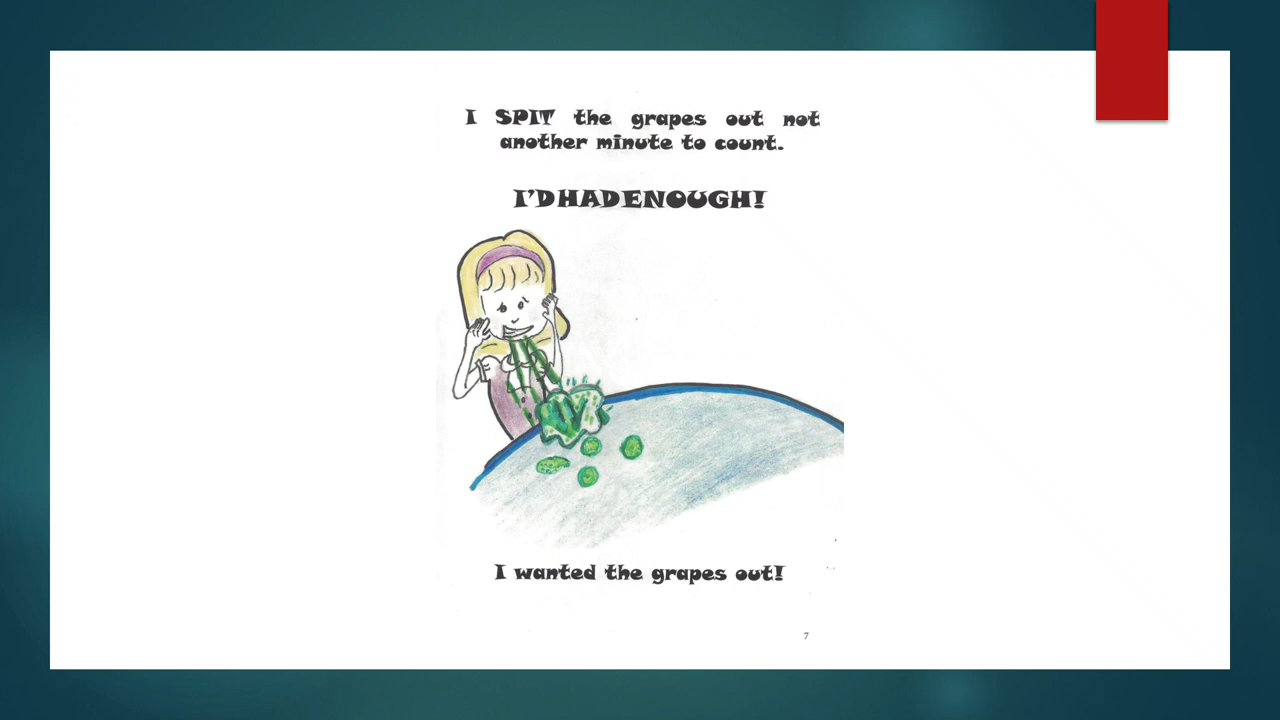 I SPIT the grapes out not
another minute to count.
I'DHADENOUGH!
I wanted the grapes out!
7